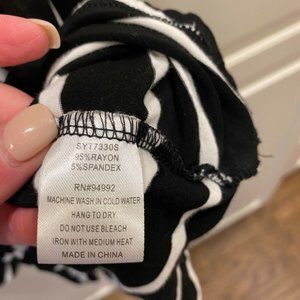 SYT7330S
95%RAYON
5%SPANDEX
RN#94992
MACHINE WASH IN COLD WATER
HANG TO DRY
DO NOT USE BLEACH
IRON WITH MEDIUM HEAT
MADE IN CHINA